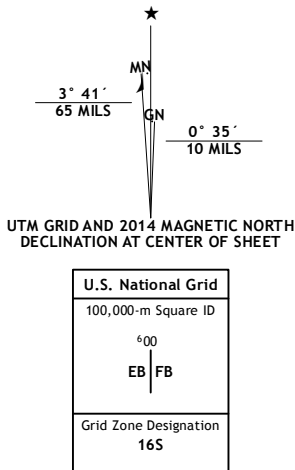 ★
MN
3° 41´
65 MILS
GN
0° 35´
10 MILS
UTM GRID AND 2014 MAGNETIC NORTH
DECLINATION AT CENTER OF SHEET
U.S. National Grid
100,000-m Square ID
⁶00
EB FB
Grid Zone Designation
16S